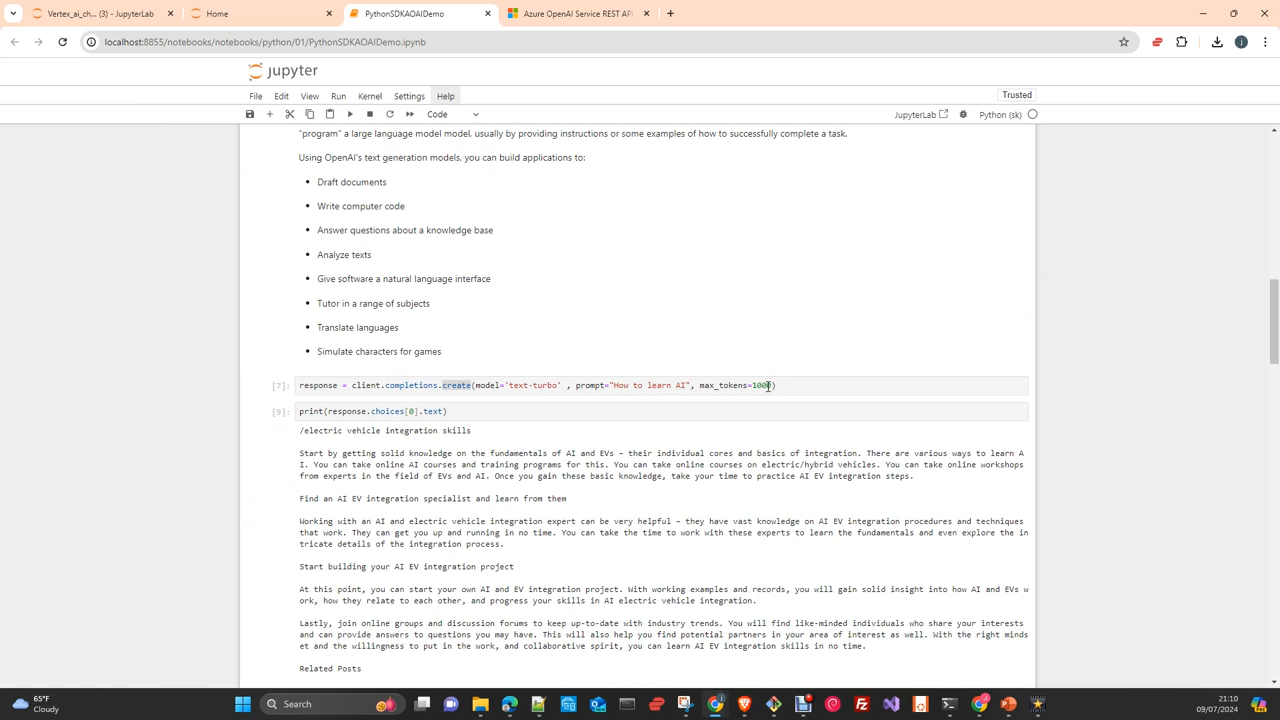 Vertex_ai_ch... (3) - JupyterLab
Home
PythonSDKAOAIDemo
Azure OpenAI Service REST API
localhost:8855/notebooks/notebooks/python/01/PythonSDKAOAIDemo.ipynb
jupyter
File Edit View Run Kernel Settings Help
Trusted
Code
JupyterLab
Python (sk)
"program" a large language model model, usually by providing instructions or some examples of how to successfully complete a task.
Using OpenAI's text generation models, you can build applications to:
• Draft documents
• Write computer code
• Answer questions about a knowledge base
• Analyze texts
• Give software a natural language interface
• Tutor in a range of subjects
• Translate languages
• Simulate characters for games
[7]: response = client.completions.create(model='text-turbo' , prompt="How to learn AI", max_tokens=1000)
[9]: print(response.choices[0].text)
/electric vehicle integration skills
Start by getting solid knowledge on the fundamentals of AI and EVs – their individual cores and basics of integration. There are various ways to learn A
I. You can take online AI courses and training programs for this. You can take online courses on electric/hybrid vehicles. You can take online workshops
from experts in the field of EVs and AI. Once you gain these basic knowledge, take your time to practice AI EV integration steps.
Find an AI EV integration specialist and learn from them
Working with an AI and electric vehicle integration expert can be very helpful – they have vast knowledge on AI EV integration procedures and techniques
that work. They can get you up and running in no time. You can take the time to work with these experts to learn the fundamentals and even explore the in
tricate details of the integration process.
Start building your AI EV integration project
At this point, you can start your own AI and EV integration project. With working examples and records, you will gain solid insight into how AI and EVs w
ork, how they relate to each other, and progress your skills in AI electric vehicle integration.
Lastly, join online groups and discussion forums to keep up-to-date with industry trends. You will find like-minded individuals who share your interests
and can provide answers to questions you may have. This will also help you find potential partners in your area of interest as well. With the right minds
et and the willingness to put in the work, and collaborative spirit, you can learn AI EV integration skills in no time.
Related Posts
65°F
Cloudy
Search
21:10
09/07/2024